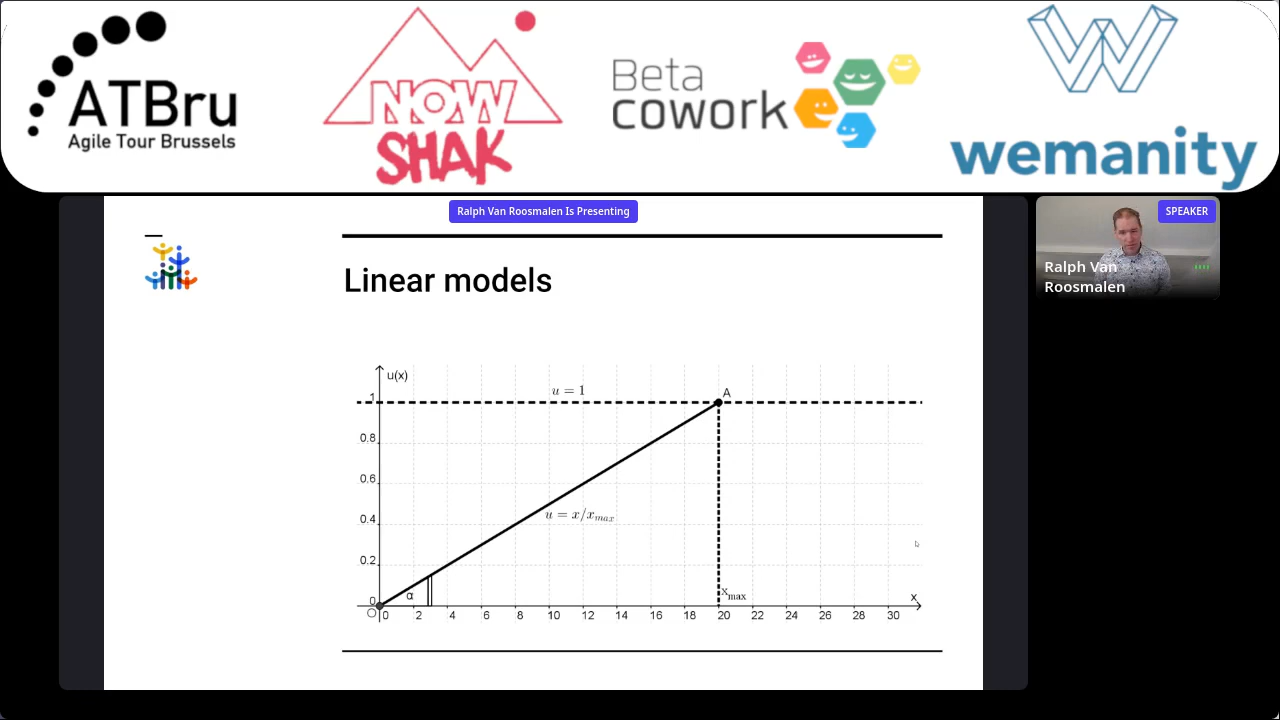 ATBru
Agile Tour Brussels
NOW
SHAK
Beta
cowork
wemanity
Ralph Van Roosmalen Is Presenting
SPEAKER
Ralph Van
Roosmalen
Linear models
u(x)
u = 1
A
1
0.8
0.6
0.4
0.2
0
u = x/xmax
α
xmax
x
O
0 2 4 6 8 10 12 14 16 18 20 22 24 26 28 30